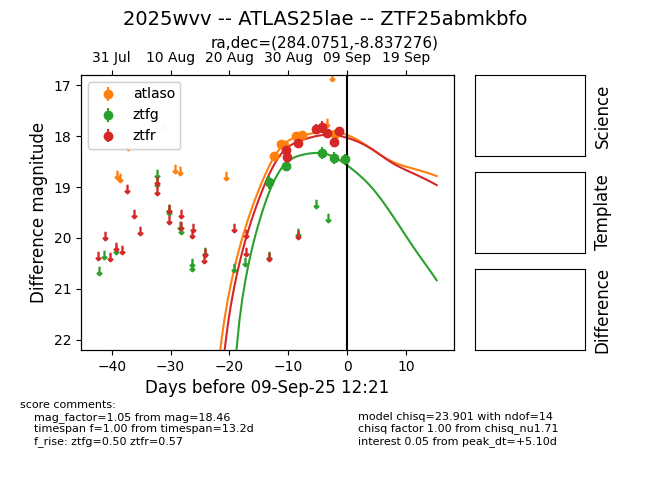 2025wvv -- ATLAS25lae -- ZTF25abmkbfo
ra,dec=(284.0751,-8.837276)
31 Jul 10 Aug 20 Aug 30 Aug 09 Sep 19 Sep
atlaso
ztfg
ztfr
17
18
19
20
21
22
Difference magnitude
−40 −30 −20 −10 0 10
Days before 09-Sep-25 12:21
Science
Template
Difference
score comments:
mag_factor=1.05 from mag=18.46
timespan f=1.00 from timespan=13.2d
f_rise: ztfg=0.50 ztfr=0.57
model chisq=23.901 with ndof=14
chisq factor 1.00 from chisq_nu1.71
interest 0.05 from peak_dt=+5.10d